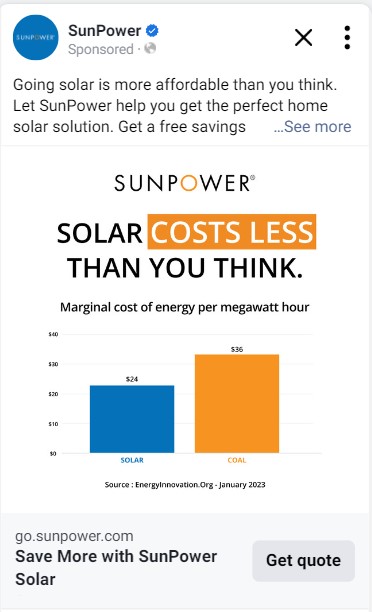 SUNPOWER
SunPower
Sponsored ·
Going solar is more affordable than you think.
Let SunPower help you get the perfect home
solar solution. Get a free savings ...See more
SUNPOWER®
SOLAR COSTS LESS
THAN YOU THINK.
Marginal cost of energy per megawatt hour
$40
$30
$20
$10
$0
$24
$36
SOLAR
COAL
Source : EnergyInnovation.Org - January 2023
go.sunpower.com
Save More with SunPower
Solar
Get quote